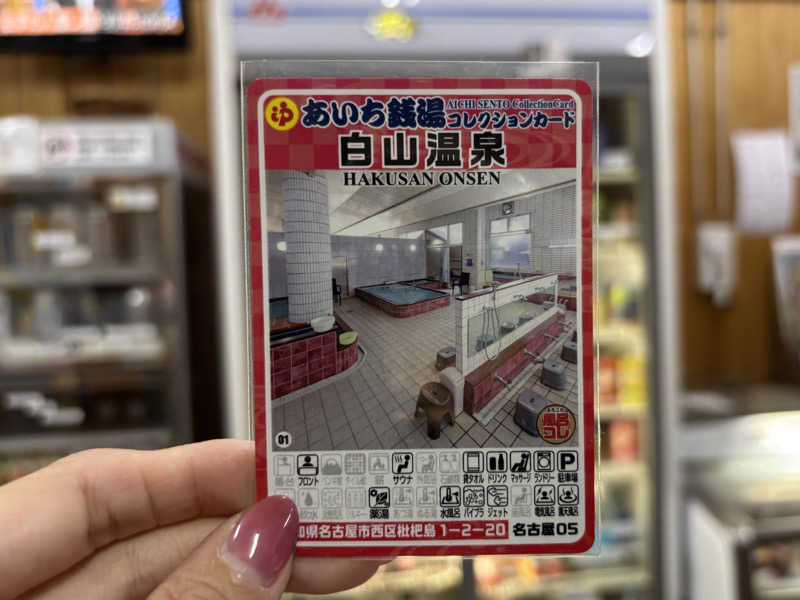 ゆ あいち銭湯 AICHI SENTO CollectionCard
コレクションカード
白山温泉
HAKUSAN ONSEN
01
フロント サウナ 貸タオル ドリンク マッサージ ランドリー P 駐車場
薬湯 水風呂 バイブラ ジェット 電気風呂 露天風呂
知県名古屋市西区枇杷島1-2-20 名古屋05